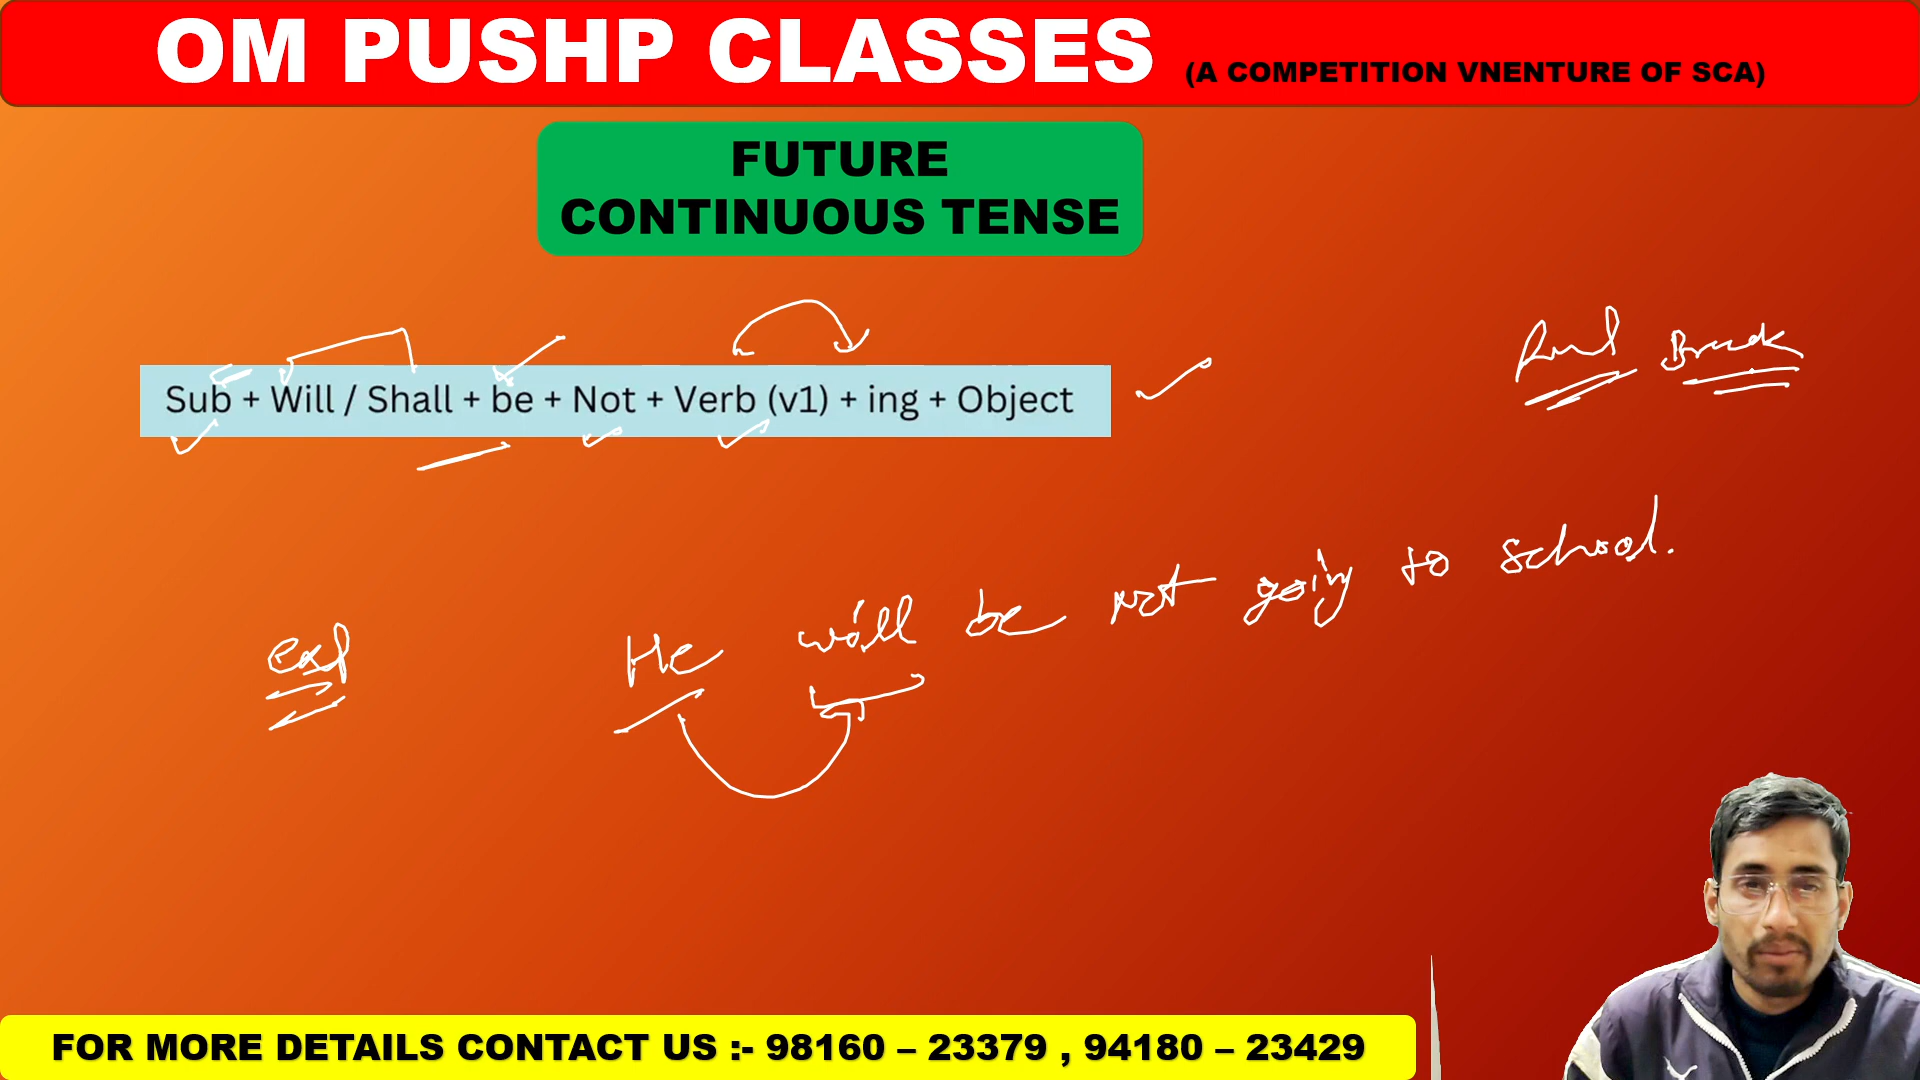 OM PUSHP CLASSES (A COMPETITION VNENTURE OF SCA)
FUTURE
CONTINUOUS TENSE
Sub + Will / Shall + be + Not + Verb (v1) + ing + Object
He will be not going to school.
FOR MORE DETAILS CONTACT US :- 98160 – 23379 , 94180 – 23429